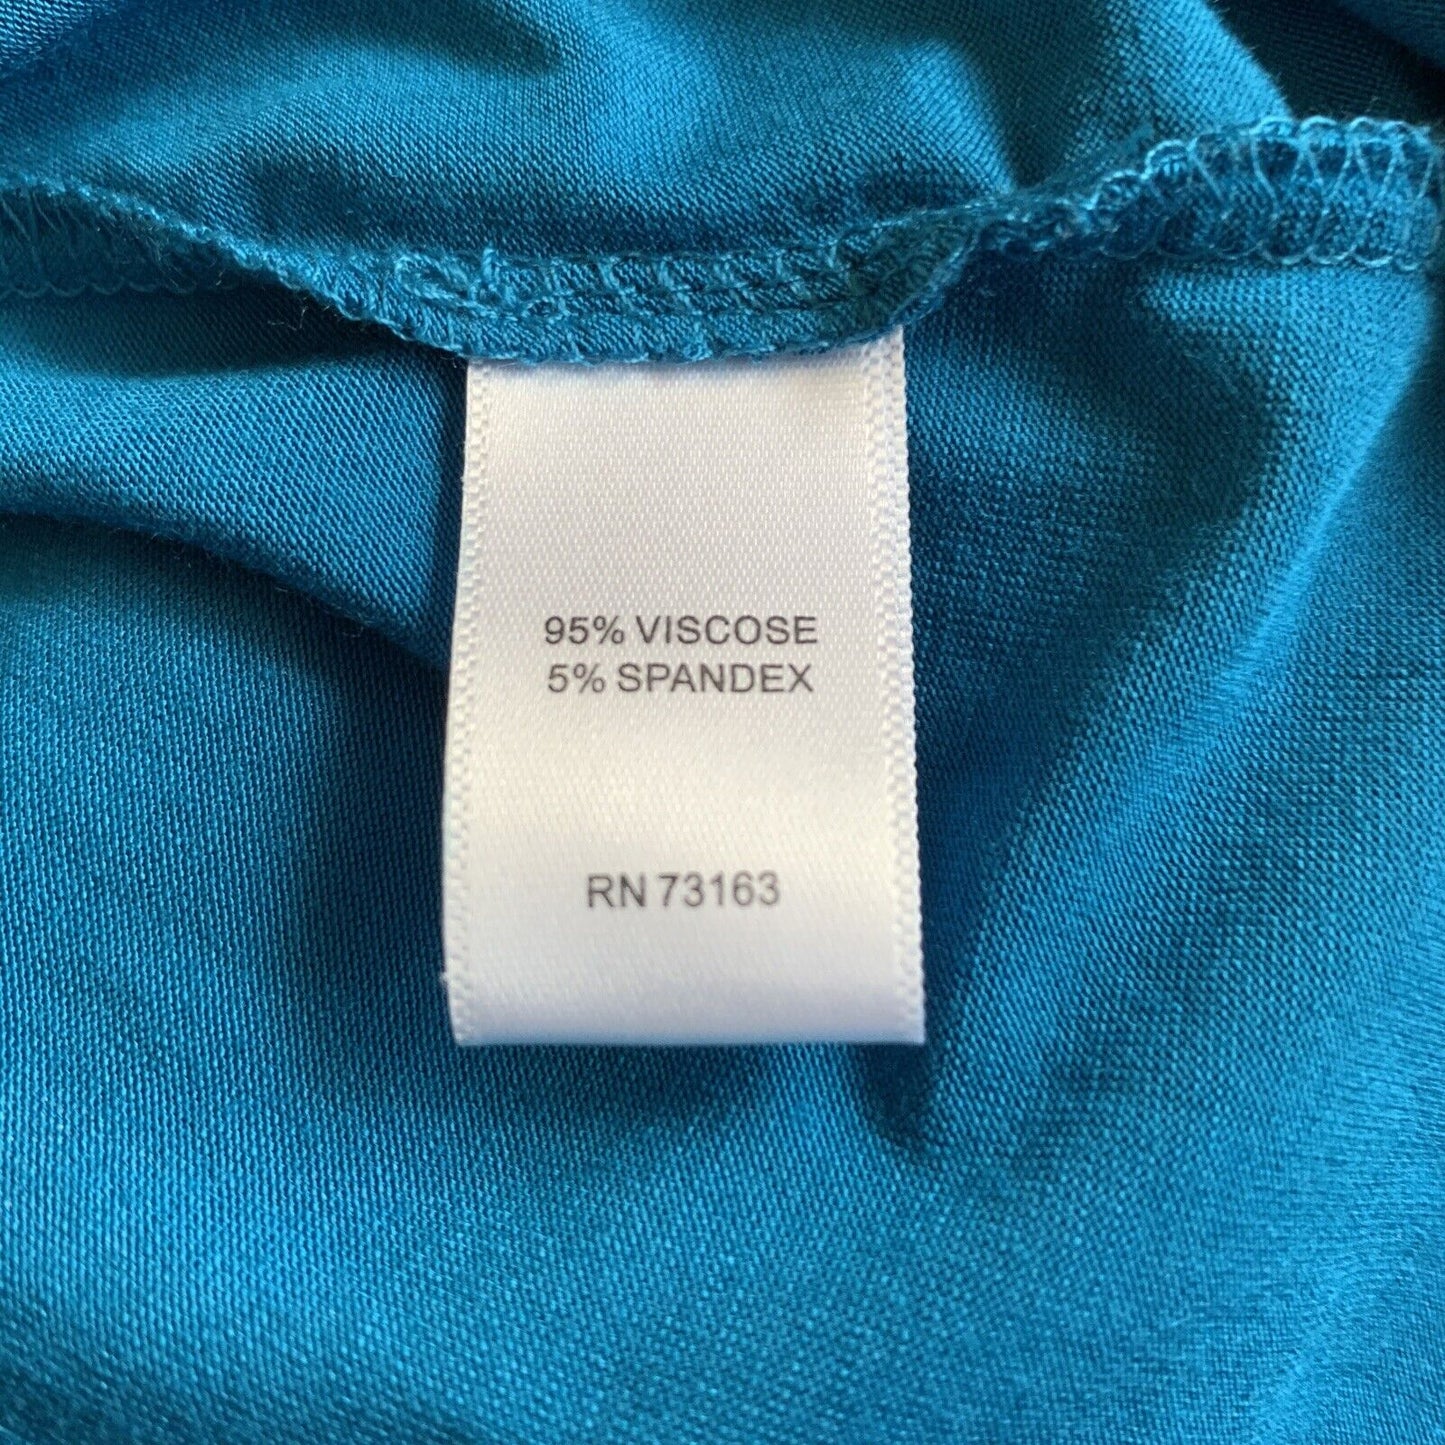 95% VISCOSE
5% SPANDEX
RN 73163